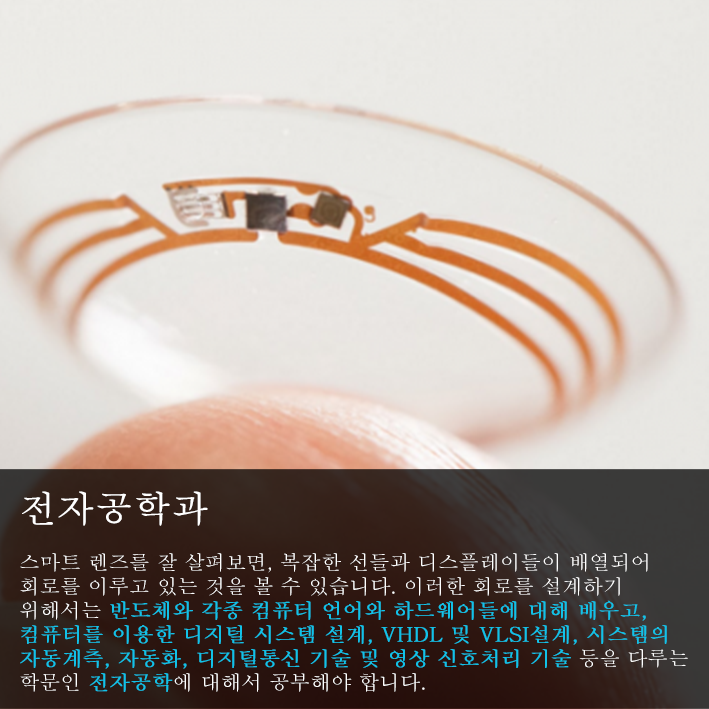 전자공학과
스마트 렌즈를 잘 살펴보면, 복잡한 선들과 디스플레이들이 배열되어
회로를 이루고 있는 것을 볼 수 있습니다. 이러한 회로를 설계하기
위해서는 반도체와 각종 컴퓨터 언어와 하드웨어들에 대해 배우고,
컴퓨터를 이용한 디지털 시스템 설계, VHDL 및 VLSI설계, 시스템의
자동계측, 자동화, 디지털통신 기술 및 영상 신호처리 기술 등을 다루는
학문인 전자공학에 대해서 공부해야 합니다.